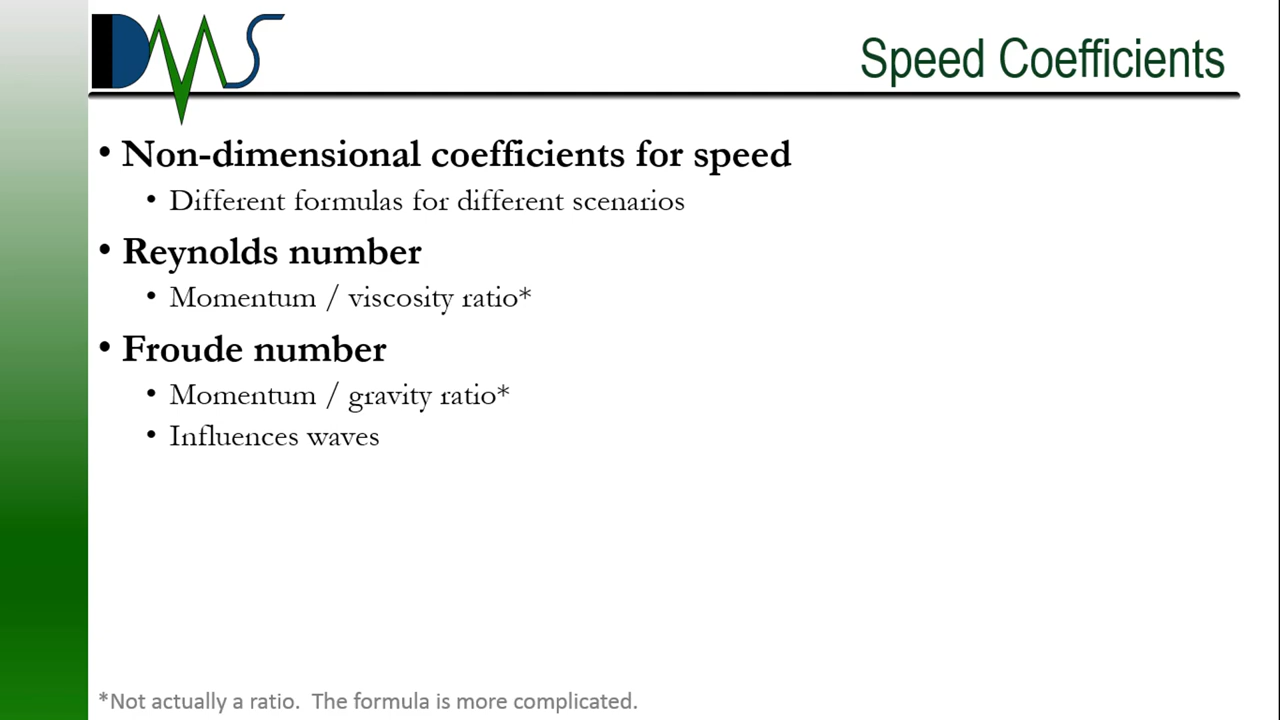 DMS
Speed Coefficients
• Non-dimensional coefficients for speed
• Different formulas for different scenarios
• Reynolds number
• Momentum / viscosity ratio*
• Froude number
• Momentum / gravity ratio*
• Influences waves
*Not actually a ratio.  The formula is more complicated.